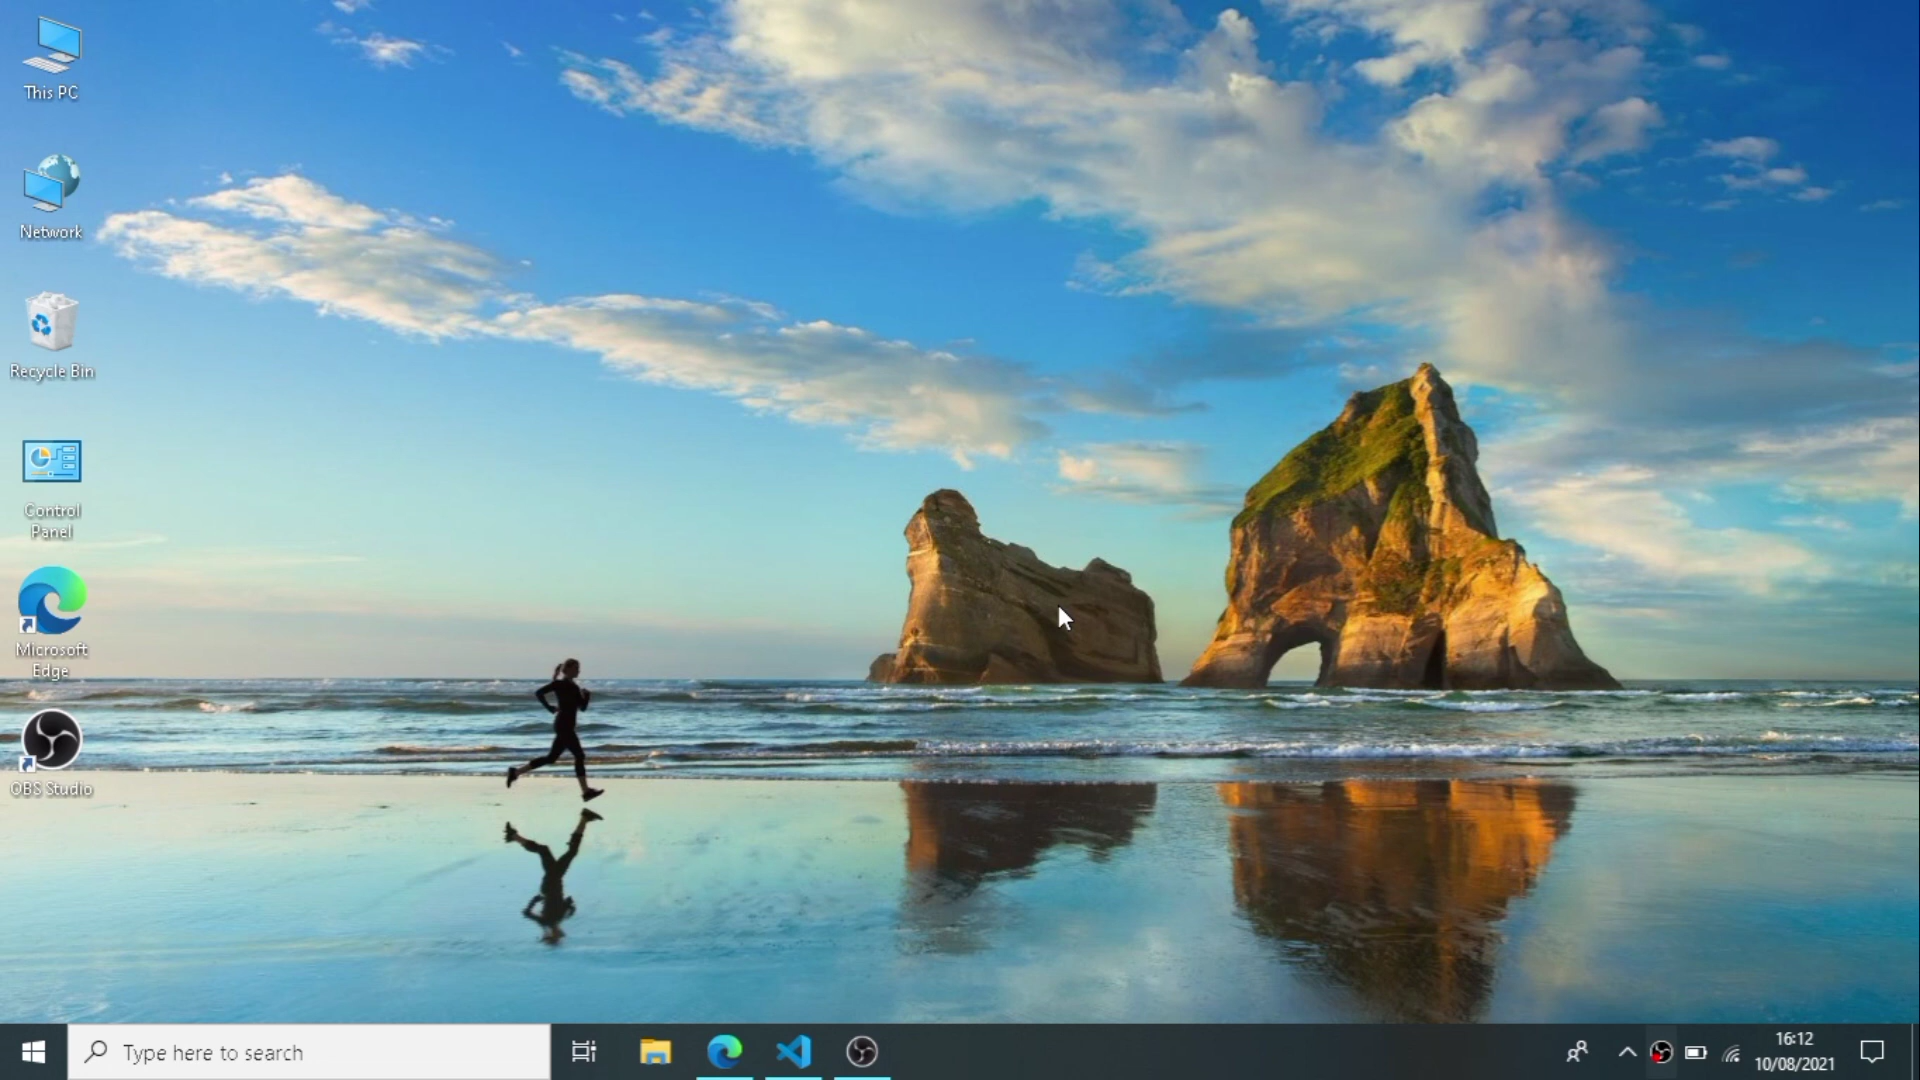 This PC
Network
Recycle Bin
Control
Panel
Microsoft
Edge
OBS Studio
Type here to search
16:12
10/08/2021